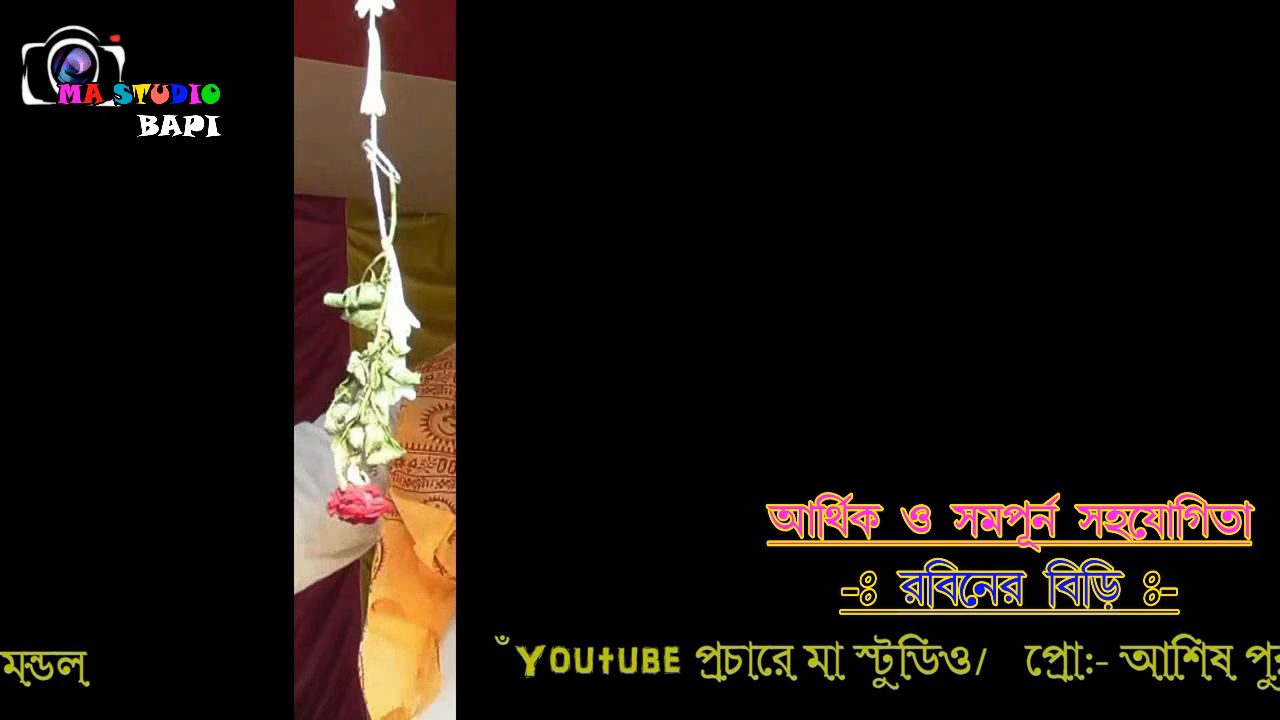 MA STUDIO
BAPI
আর্থিক ও সমপূর্ন সহযোগিতা
-ঃ রবিনের বিড়ি ঃ-
মন্ডল ঁ YOUTUBE প্রচারে মা স্টুডিও/ প্রো:- আশিষ